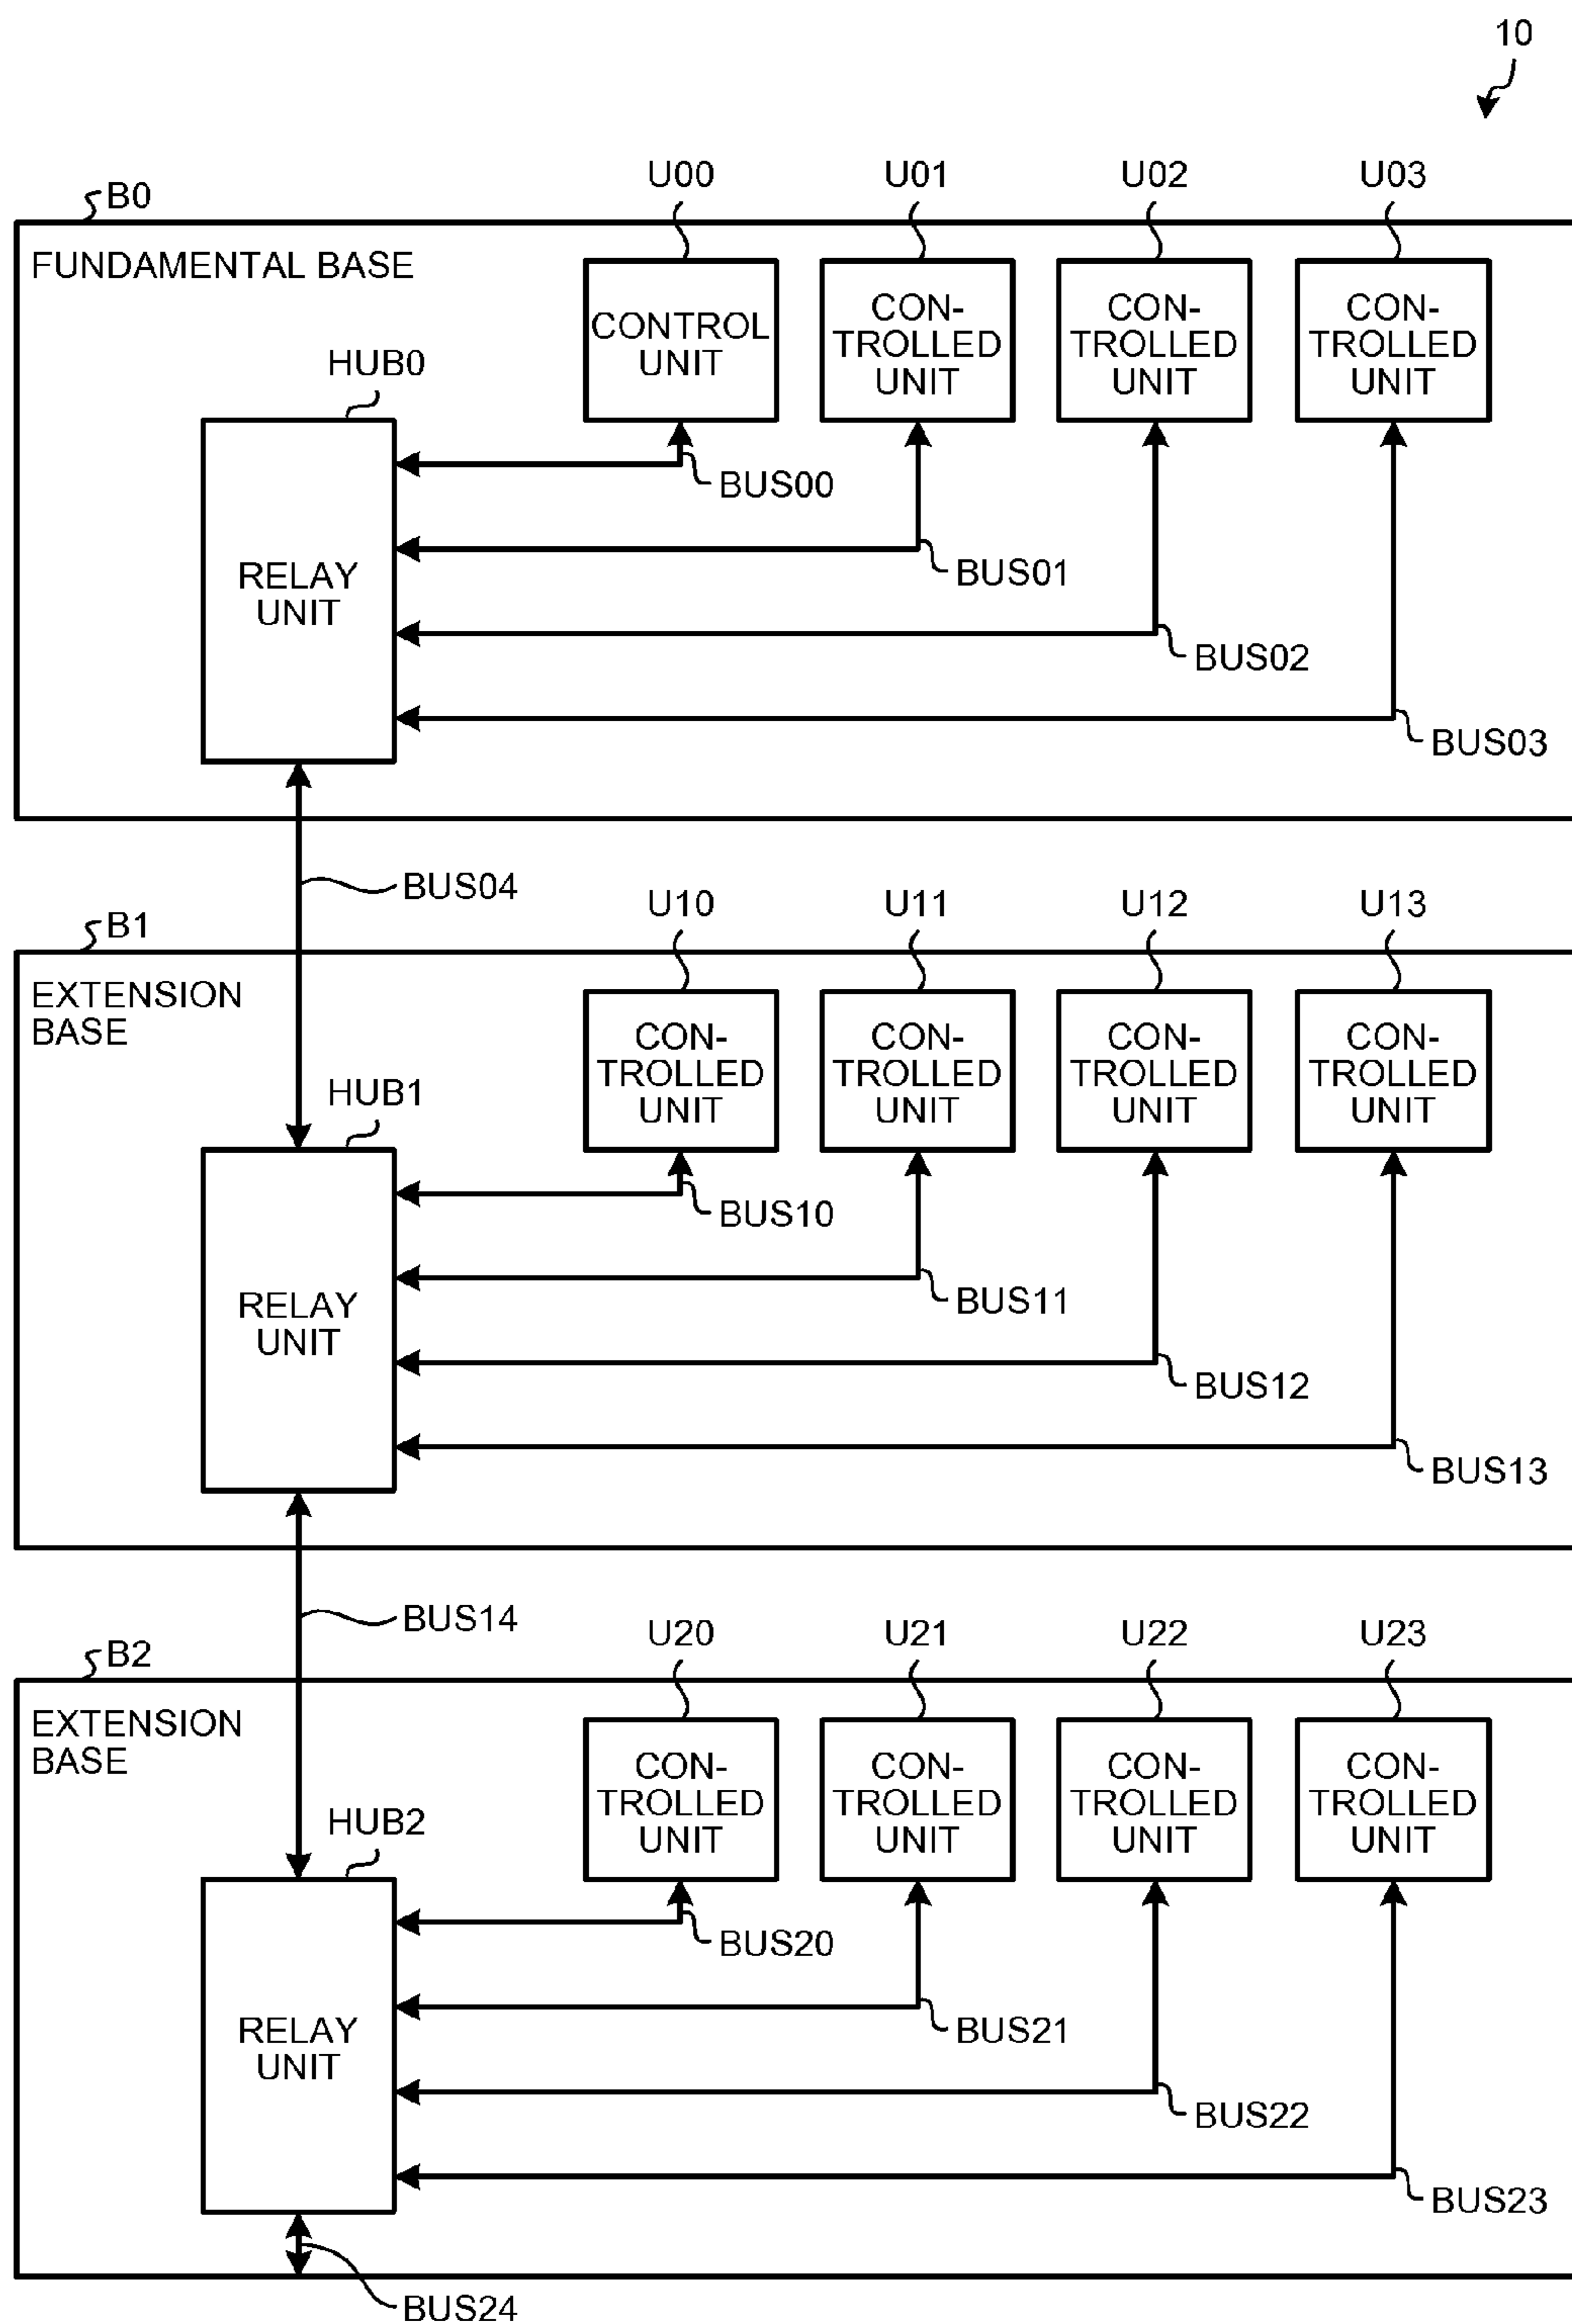 10
B0
U00
U01
U02
U03
FUNDAMENTAL BASE
CONTROL
UNIT
CON-
TROLLED
UNIT
CON-
TROLLED
UNIT
CON-
TROLLED
UNIT
HUB0
RELAY
UNIT
BUS00
BUS01
BUS02
BUS03
BUS04
B1
U10
U11
U12
U13
EXTENSION
BASE
CON-
TROLLED
UNIT
CON-
TROLLED
UNIT
CON-
TROLLED
UNIT
CON-
TROLLED
UNIT
HUB1
RELAY
UNIT
BUS10
BUS11
BUS12
BUS13
BUS14
B2
U20
U21
U22
U23
EXTENSION
BASE
CON-
TROLLED
UNIT
CON-
TROLLED
UNIT
CON-
TROLLED
UNIT
CON-
TROLLED
UNIT
HUB2
RELAY
UNIT
BUS20
BUS21
BUS22
BUS23
BUS24